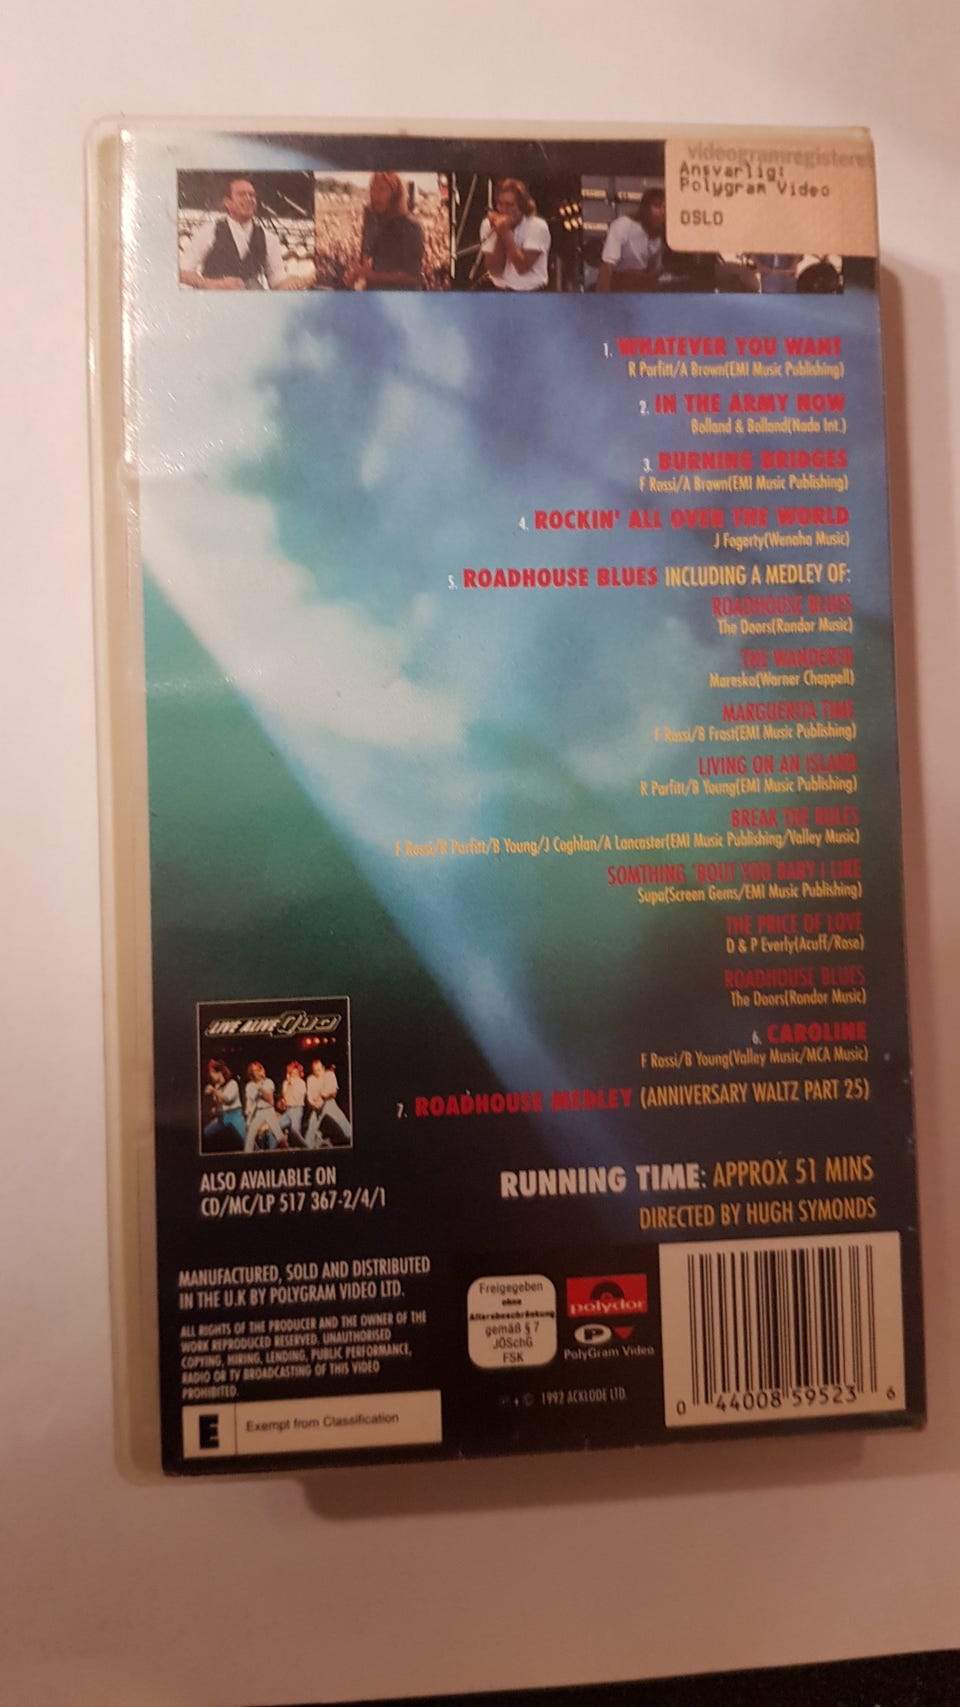 videogramregisteret
Ansvarlig:
Polygram Video
OSLO
1. WHATEVER YOU WANT
R Parfitt/A Brown(EMI Music Publishing)
2. IN THE ARMY NOW
Bolland & Bolland(Nada Int.)
3. BURNING BRIDGES
F Rossi/A Brown(EMI Music Publishing)
4. ROCKIN' ALL OVER THE WORLD
J Fogerty(Wenaha Music)
5. ROADHOUSE BLUES INCLUDING A MEDLEY OF:
ROADHOUSE BLUES
The Doors(Rondor Music)
THE WANDERER
Mareska(Warner Chappell)
MARGUERITA TIME
F Rossi/B Frost(EMI Music Publishing)
LIVING ON AN ISLAND
R Parfitt/B Young(EMI Music Publishing)
BREAK THE RULES
F Rossi/R Parfitt/B Young/J Coghlan/A Lancaster(EMI Music Publishing/Valley Music)
SOMTHING 'BOUT YOU BABY I LIKE
Supa(Screen Gems/EMI Music Publishing)
THE PRICE OF LOVE
D & P Everly(Acuff/Rose)
ROADHOUSE BLUES
The Doors(Rondor Music)
6. CAROLINE
F Rossi/B Young(Valley Music/MCA Music)
7. ROADHOUSE MEDLEY (ANNIVERSARY WALTZ PART 25)
LIVE ALIVE QUO
ALSO AVAILABLE ON
CD/MC/LP 517 367-2/4/1
RUNNING TIME: APPROX 51 MINS
DIRECTED BY HUGH SYMONDS
MANUFACTURED, SOLD AND DISTRIBUTED
IN THE U.K BY POLYGRAM VIDEO LTD.
ALL RIGHTS OF THE PRODUCER AND THE OWNER OF THE
WORK REPRODUCED RESERVED. UNAUTHORISED
COPYING, HIRING, LENDING, PUBLIC PERFORMANCE,
RADIO OR TV BROADCASTING OF THIS VIDEO
PROHIBITED.
E Exempt from Classification
Freigegeben
ohne
Altersbeschränkung
gemäß § 7
JÖSchG
FSK
polydor
P
PolyGram Video
© 1992 ACKLODE LTD.
0 44008 59523 6